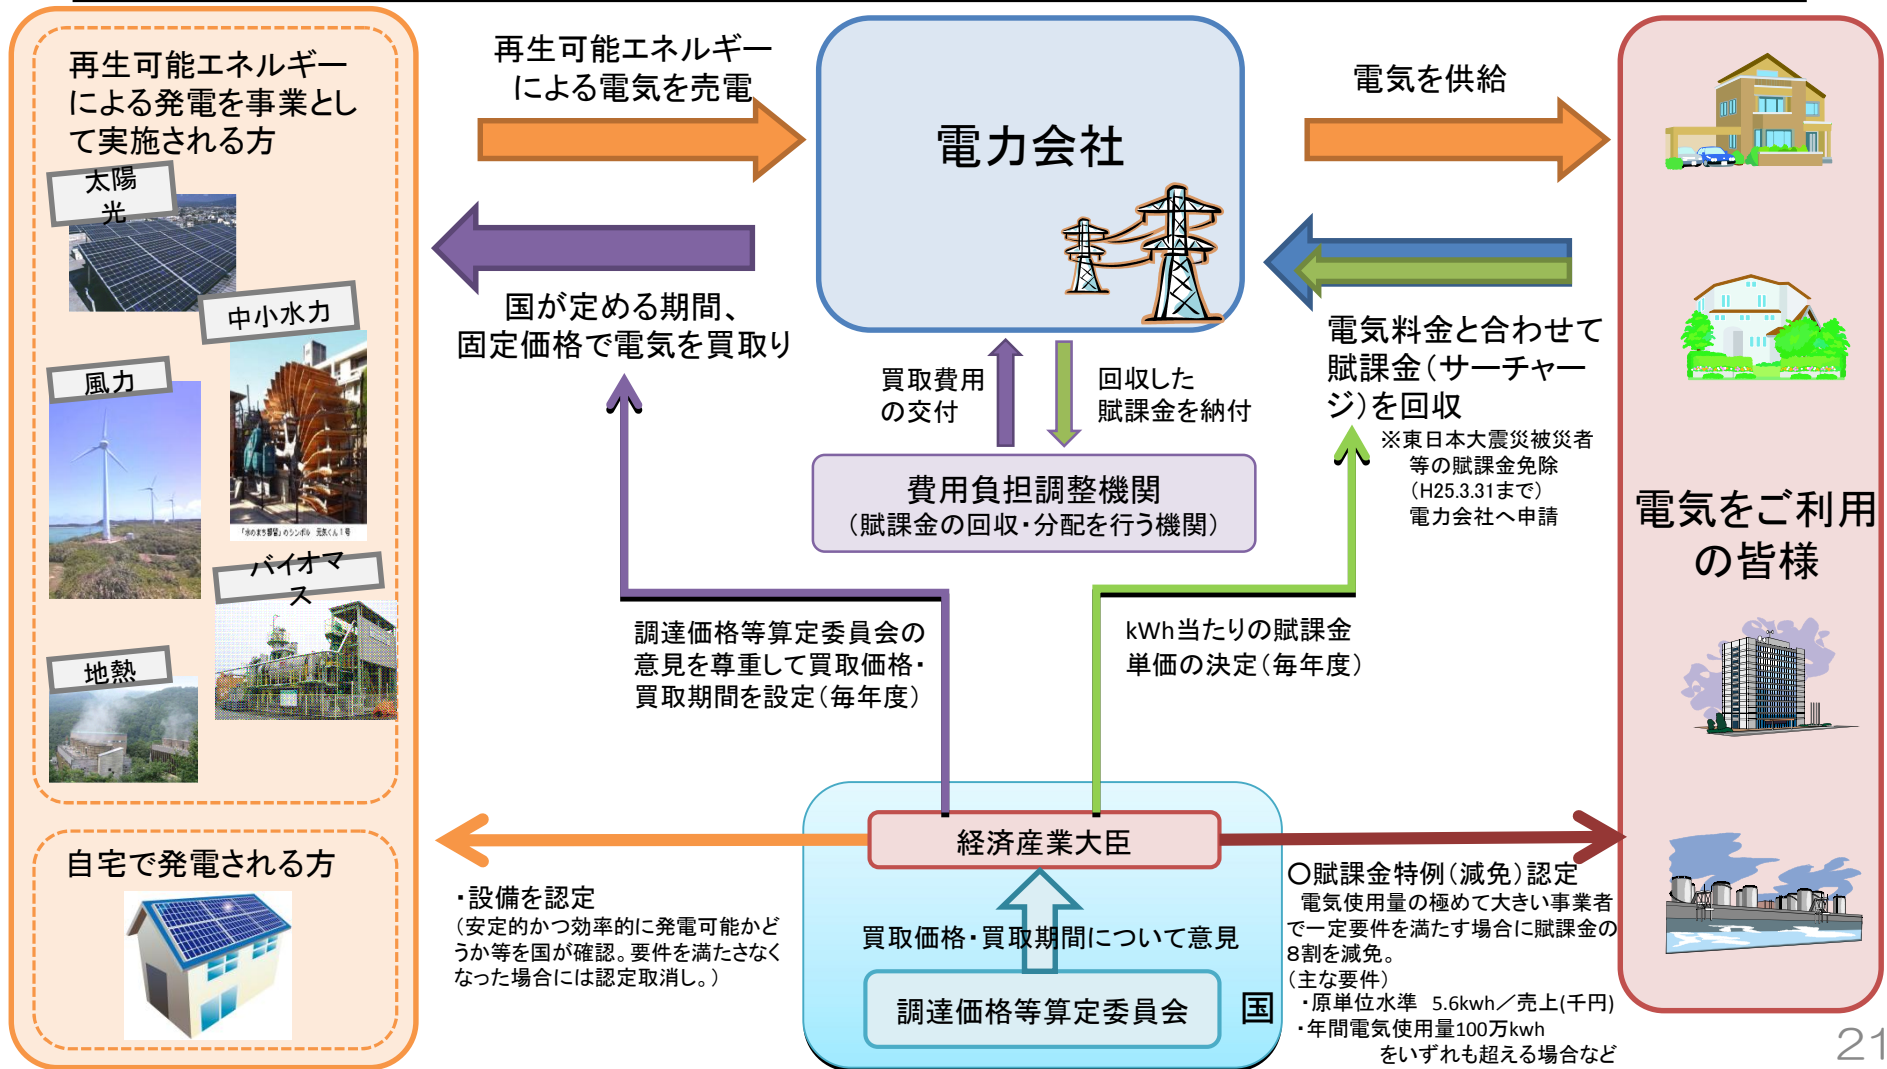 再生可能エネルギー
による発電を事業とし
て実施される方
太陽
光
中小水力
風力
「水のまち都留」のシンボル　元気くん1号
バイオマ
ス
地熱
自宅で発電される方
再生可能エネルギー
による電気を売電
国が定める期間、
固定価格で電気を買取り
電力会社
買取費用
の交付
回収した
賦課金を納付
費用負担調整機関
（賦課金の回収・分配を行う機関）
電気を供給
電気料金と合わせて
賦課金（サーチャー
ジ）を回収
※東日本大震災被災者
等の賦課金免除
（H25.3.31まで）
電力会社へ申請
電気をご利用
の皆様
調達価格等算定委員会の
意見を尊重して買取価格・
買取期間を設定（毎年度）
kWh当たりの賦課金
単価の決定（毎年度）
経済産業大臣
買取価格・買取期間について意見
調達価格等算定委員会
国
・設備を認定
（安定的かつ効率的に発電可能かど
うか等を国が確認。要件を満たさなく
なった場合には認定取消し。）
○賦課金特例（減免）認定
電気使用量の極めて大きい事業者
で一定要件を満たす場合に賦課金の
８割を減免。
（主な要件）
・原単位水準　5.6kwh／売上(千円)
・年間電気使用量100万kwh
をいずれも超える場合など
21